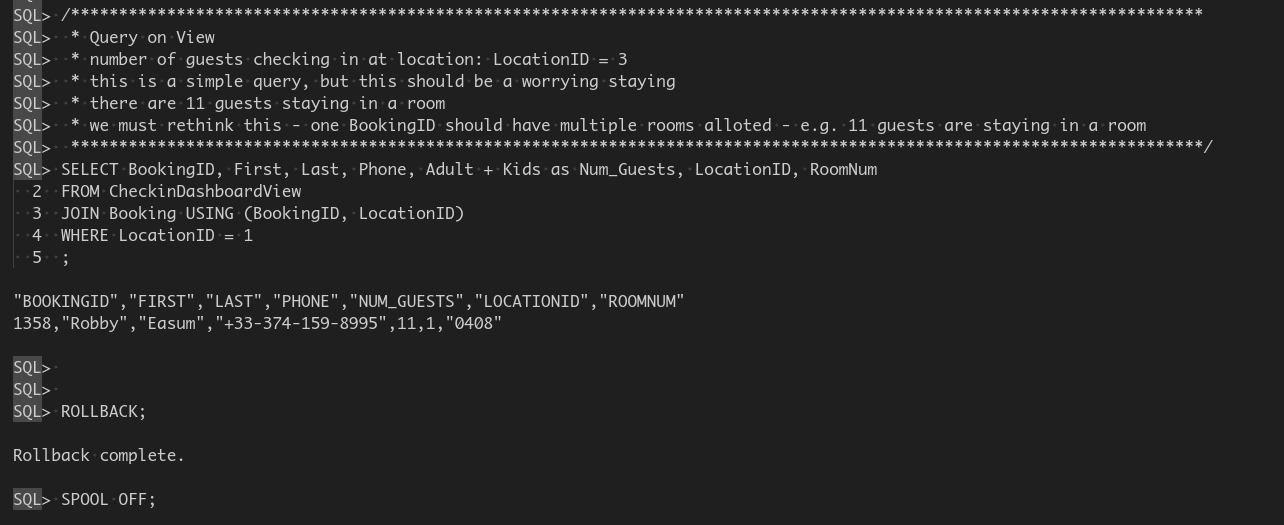 SQL> /**********************************************************************************************************************
SQL>  * Query on View
SQL>  * number of guests checking in at location: LocationID = 3
SQL>  * this is a simple query, but this should be a worrying staying
SQL>  * there are 11 guests staying in a room
SQL>  * we must rethink this - one BookingID should have multiple rooms alloted - e.g. 11 guests are staying in a room
SQL>  **********************************************************************************************************************/
SQL> SELECT BookingID, First, Last, Phone, Adult + Kids as Num_Guests, LocationID, RoomNum
  2  FROM CheckinDashboardView
  3  JOIN Booking USING (BookingID, LocationID)
  4  WHERE LocationID = 1
  5  ;
"BOOKINGID","FIRST","LAST","PHONE","NUM_GUESTS","LOCATIONID","ROOMNUM"
1358,"Robby","Easum","+33-374-159-8995",11,1,"0408"
SQL>
SQL>
SQL> ROLLBACK;
Rollback complete.
SQL> SPOOL OFF;